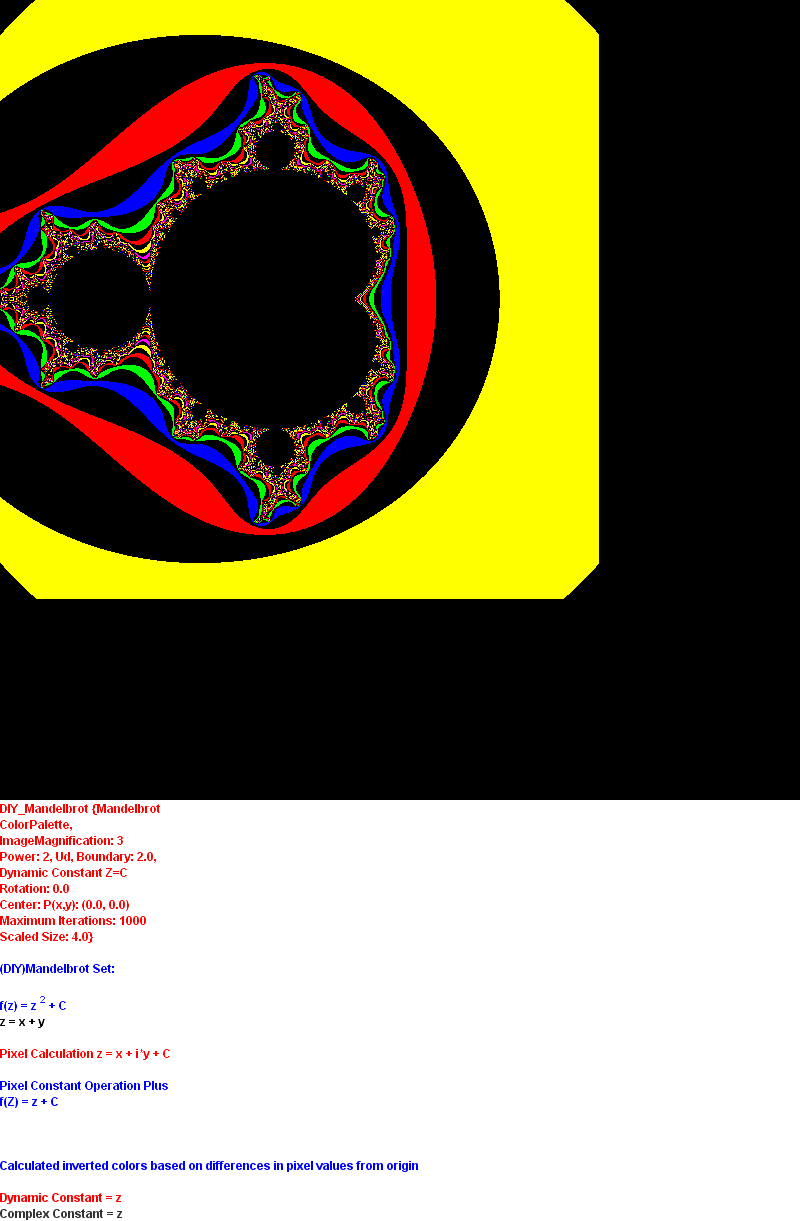 DIY_Mandelbrot {Mandelbrot
ColorPalette,
ImageMagnification: 3
Power: 2, Ud, Boundary: 2.0,
Dynamic Constant Z=C
Rotation: 0.0
Center: P(x,y): (0.0, 0.0)
Maximum Iterations: 1000
Scaled Size: 4.0}
(DIY)Mandelbrot Set:
f(z) = z 2 + C
z = x + y
Pixel Calculation z = x + i*y + C
Pixel Constant Operation Plus
f(Z) = z + C
Calculated inverted colors based on differences in pixel values from origin
Dynamic Constant = z
Complex Constant = z